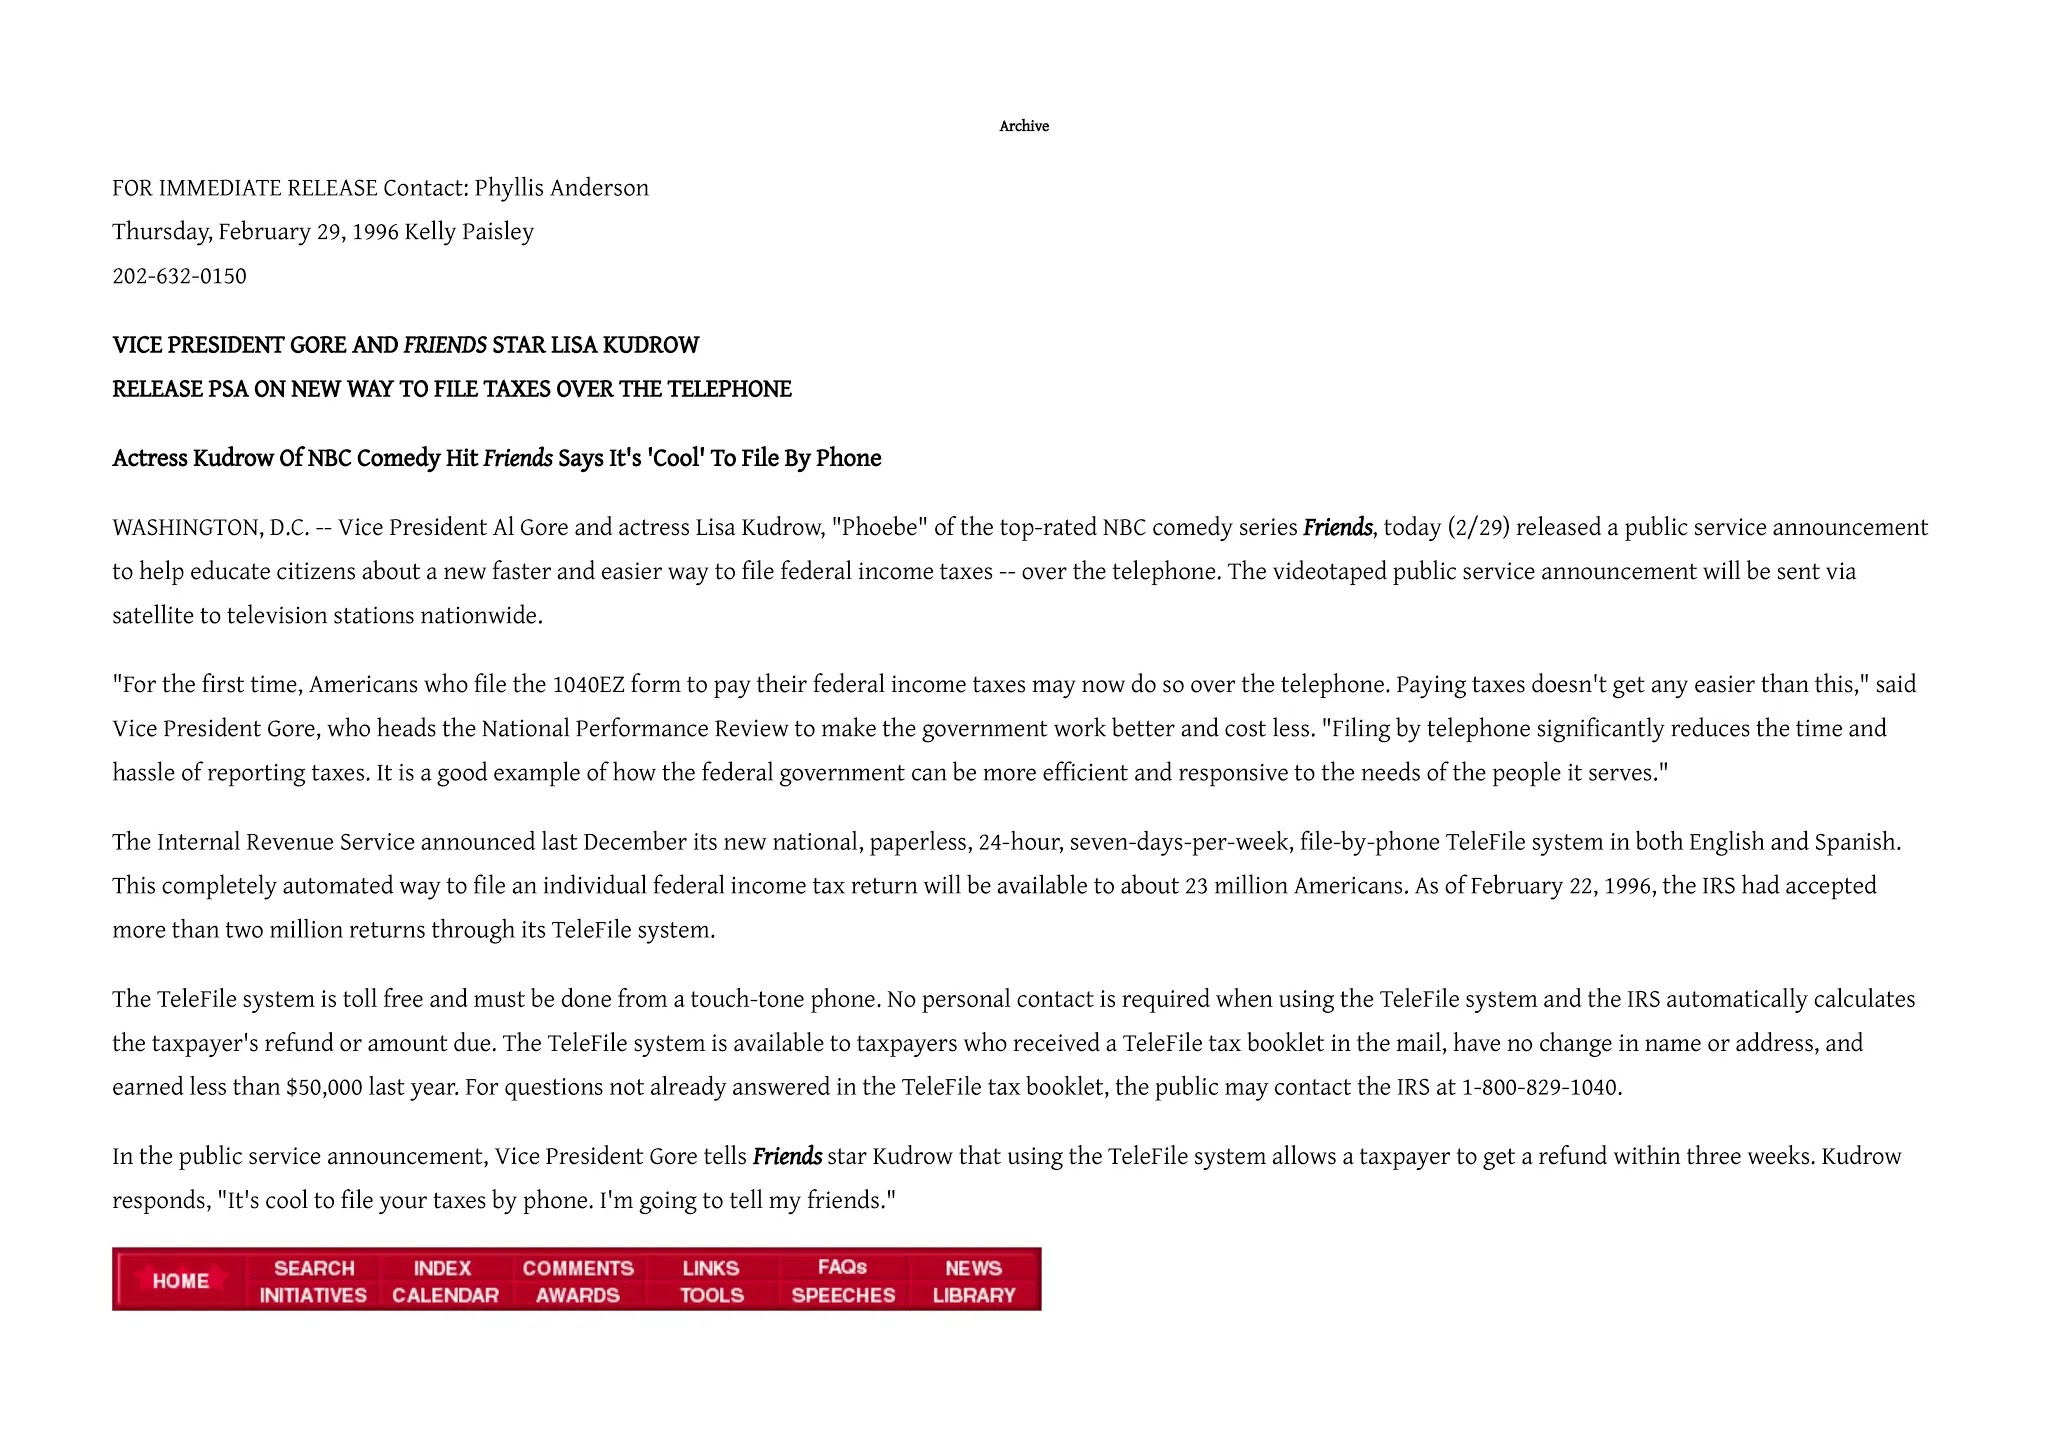 Archive
FOR IMMEDIATE RELEASE Contact: Phyllis Anderson
Thursday, February 29, 1996 Kelly Paisley
202-632-0150
VICE PRESIDENT GORE AND FRIENDS STAR LISA KUDROW
RELEASE PSA ON NEW WAY TO FILE TAXES OVER THE TELEPHONE
Actress Kudrow Of NBC Comedy Hit Friends Says It's 'Cool' To File By Phone
WASHINGTON, D.C. -- Vice President Al Gore and actress Lisa Kudrow, "Phoebe" of the top-rated NBC comedy series Friends, today (2/29) released a public service announcement
to help educate citizens about a new faster and easier way to file federal income taxes -- over the telephone. The videotaped public service announcement will be sent via
satellite to television stations nationwide.
"For the first time, Americans who file the 1040EZ form to pay their federal income taxes may now do so over the telephone. Paying taxes doesn't get any easier than this," said
Vice President Gore, who heads the National Performance Review to make the government work better and cost less. "Filing by telephone significantly reduces the time and
hassle of reporting taxes. It is a good example of how the federal government can be more efficient and responsive to the needs of the people it serves."
The Internal Revenue Service announced last December its new national, paperless, 24-hour, seven-days-per-week, file-by-phone TeleFile system in both English and Spanish.
This completely automated way to file an individual federal income tax return will be available to about 23 million Americans. As of February 22, 1996, the IRS had accepted
more than two million returns through its TeleFile system.
The TeleFile system is toll free and must be done from a touch-tone phone. No personal contact is required when using the TeleFile system and the IRS automatically calculates
the taxpayer's refund or amount due. The TeleFile system is available to taxpayers who received a TeleFile tax booklet in the mail, have no change in name or address, and
earned less than $50,000 last year. For questions not already answered in the TeleFile tax booklet, the public may contact the IRS at 1-800-829-1040.
In the public service announcement, Vice President Gore tells Friends star Kudrow that using the TeleFile system allows a taxpayer to get a refund within three weeks. Kudrow
responds, "It's cool to file your taxes by phone. I'm going to tell my friends."
HOME SEARCH INDEX COMMENTS LINKS FAQs NEWS
INITIATIVES CALENDAR AWARDS TOOLS SPEECHES LIBRARY